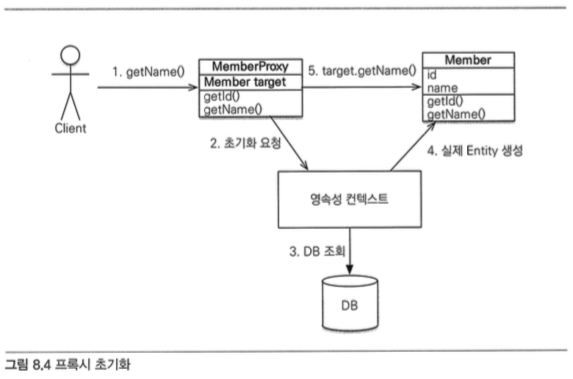 1. getName()
MemberProxy
Member target
getId()
getName()
5. target.getName()
Member
id
name
getId()
getName()
Client
2. 초기화 요청
4. 실제 Entity 생성
영속성 컨텍스트
3. DB 조회
DB
그림 8.4 프록시 초기화